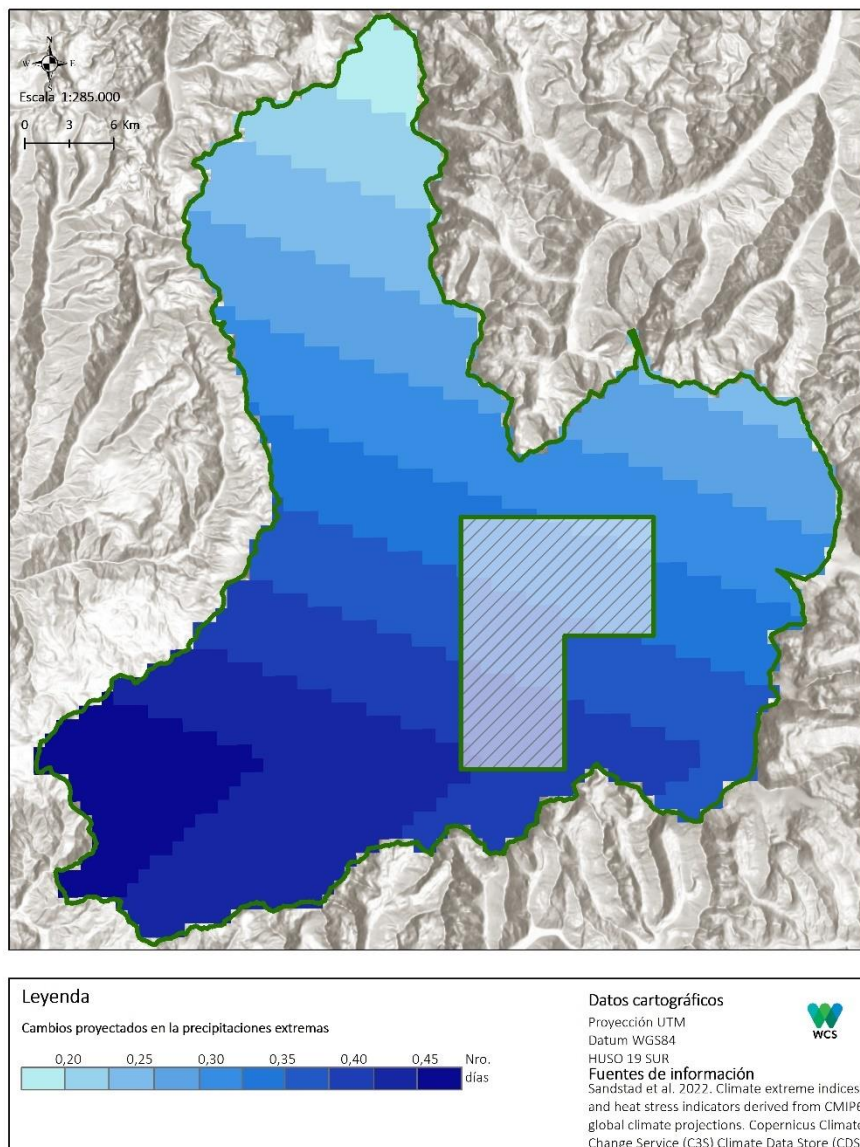 N
W E
S
Escala 1:285.000
0 3 6 Km
Leyenda
Cambios proyectados en la precipitaciones extremas
0,20 0,25 0,30 0,35 0,40 0,45 Nro.
días
Datos cartográficos
Proyección UTM
Datum WGS84
HUSO 19 SUR
WCS
Fuentes de información
Sandstad et al. 2022. Climate extreme indices
and heat stress indicators derived from CMIP6
global climate projections. Copernicus Climate
Change Service (C3S) Climate Data Store (CDS